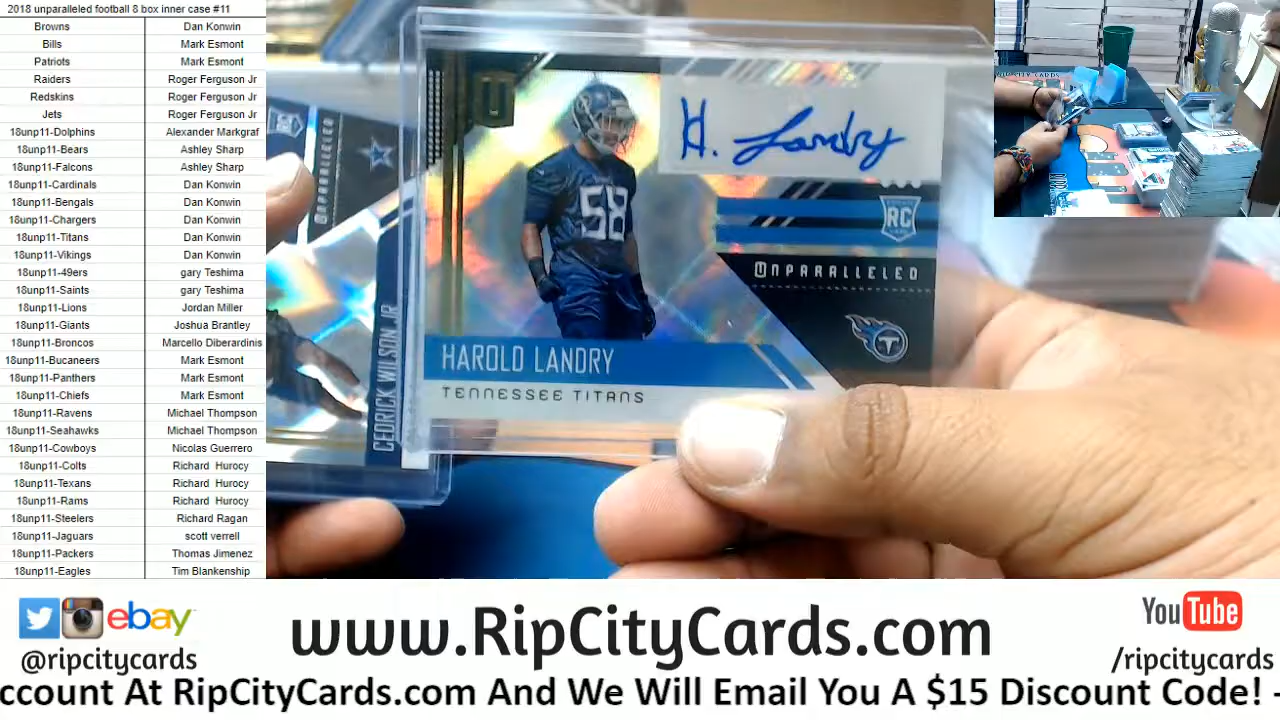 2018 unparalleled football 8 box inner case #11
Browns Dan Konwin
Bills Mark Esmont
Patriots Mark Esmont
Raiders Roger Ferguson Jr
Redskins Roger Ferguson Jr
Jets Roger Ferguson Jr
18unp11-Dolphins Alexander Markgraf
18unp11-Bears Ashley Sharp
18unp11-Falcons Ashley Sharp
18unp11-Cardinals Dan Konwin
18unp11-Bengals Dan Konwin
18unp11-Chargers Dan Konwin
18unp11-Titans Dan Konwin
18unp11-Vikings Dan Konwin
18unp11-49ers gary Teshima
18unp11-Saints gary Teshima
18unp11-Lions Jordan Miller
18unp11-Giants Joshua Brantley
18unp11-Broncos Marcello Diberardinis
18unp11-Bucaneers Mark Esmont
18unp11-Panthers Mark Esmont
18unp11-Chiefs Mark Esmont
18unp11-Ravens Michael Thompson
18unp11-Seahawks Michael Thompson
18unp11-Cowboys Nicolas Guerrero
18unp11-Colts Richard Hurocy
18unp11-Texans Richard Hurocy
18unp11-Rams Richard Hurocy
18unp11-Steelers Richard Ragan
18unp11-Jaguars scott verrell
18unp11-Packers Thomas Jimenez
18unp11-Eagles Tim Blankenship
UNPARALLELED
CEDRICK WILSON JR
H. Landry
58
RC
UNPARALLELED
T
HAROLD LANDRY
TENNESSEE TITANS
ebay
@ripcitycards
www.RipCityCards.com
YouTube
/ripcitycards
ccount At RipCityCards.com And We Will Email You A $15 Discount Code! -